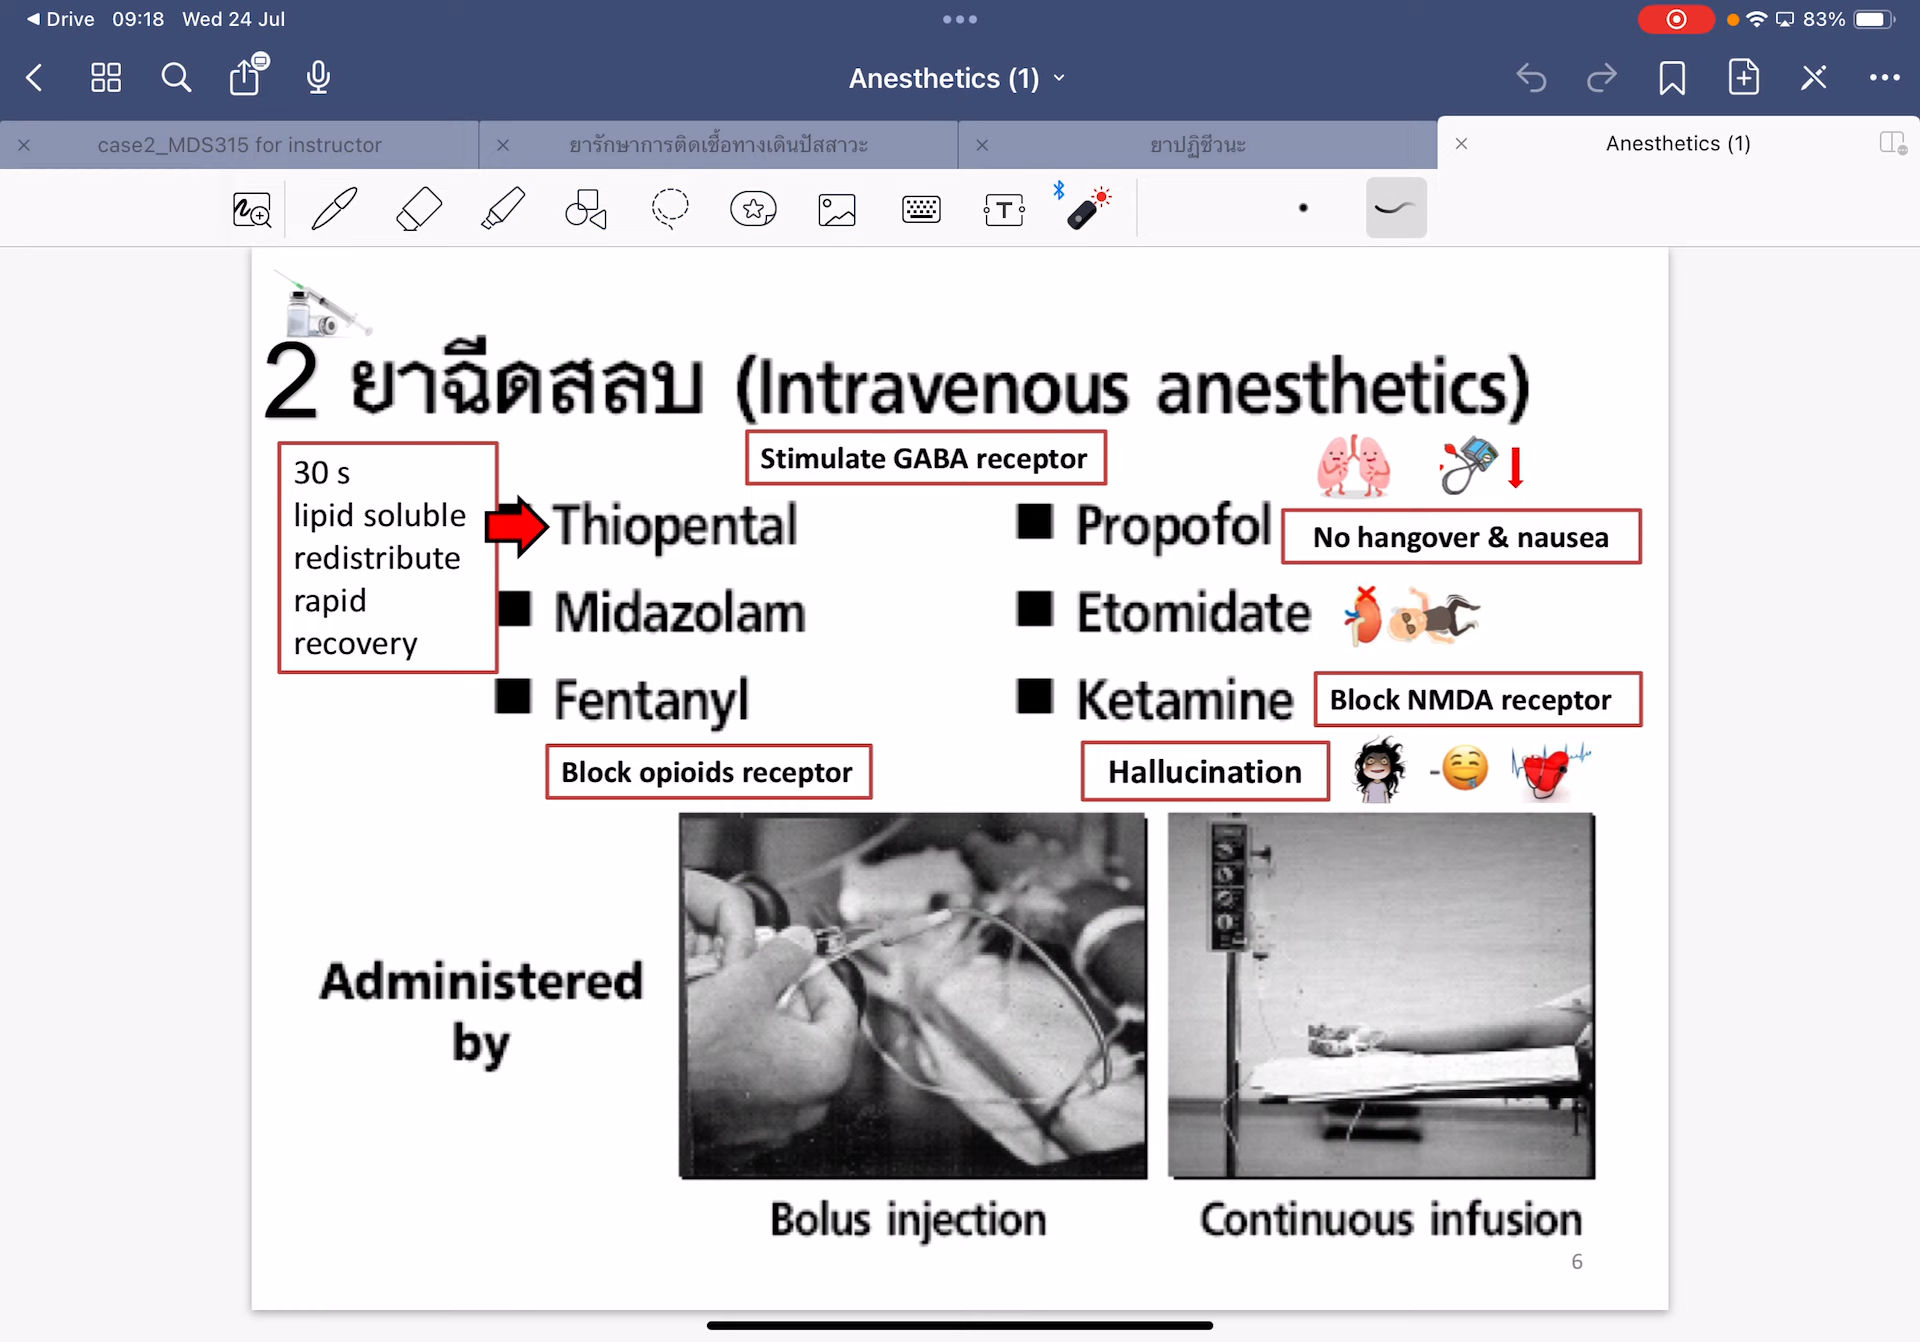 Drive 09:18 Wed 24 Jul
83%
Anesthetics (1)
case2_MDS315 for instructor
ยารักษาการติดเชื้อทางเดินปัสสาวะ
ยาปฏิชีวนะ
Anesthetics (1)
2 ยาฉีดสลบ (Intravenous anesthetics)
Stimulate GABA receptor
30 s
lipid soluble
redistribute
rapid
recovery
Thiopental
Midazolam
Fentanyl
Block opioids receptor
Propofol
No hangover & nausea
Etomidate
Ketamine
Block NMDA receptor
Hallucination
-
Administered
by
Bolus injection
Continuous infusion
6